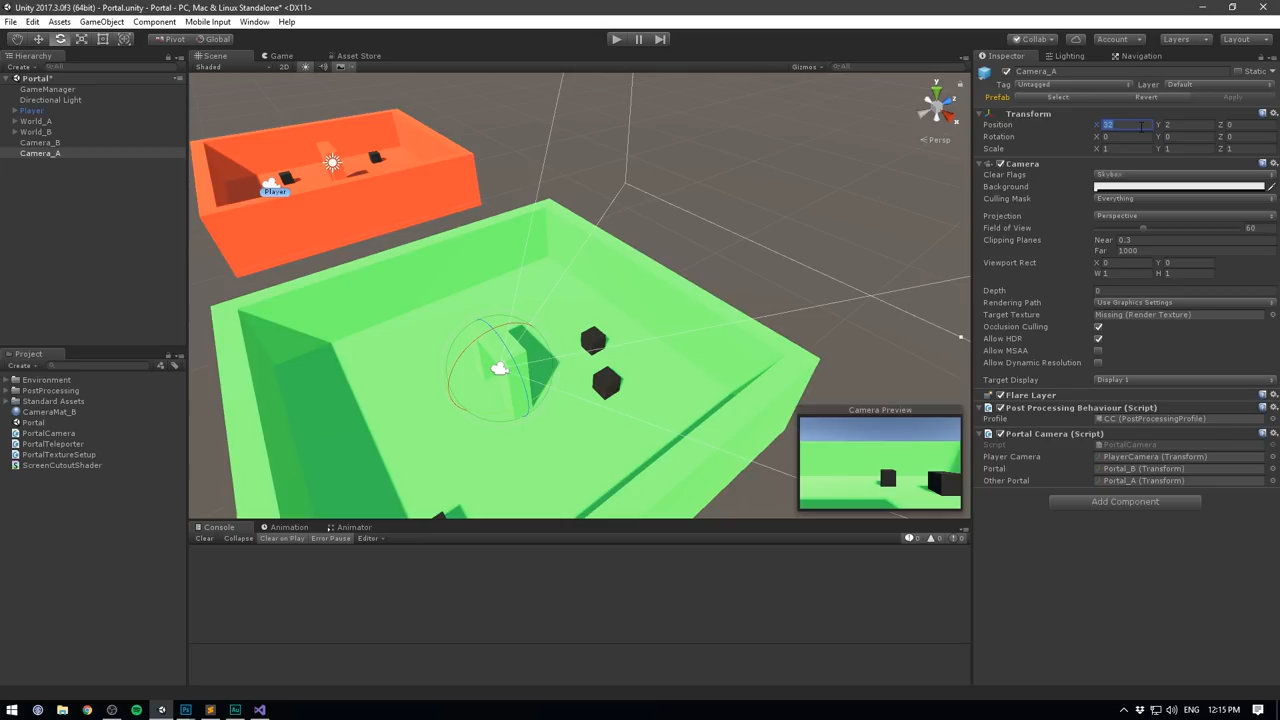 Unity 2017.3.0f3 (64bit) - Portal.unity - PC, Mac & Linux Standalone* <DX11>
File Edit Assets GameObject Component Mobile Input Window Help
Pivot Global Collab Account Layers Layout
Hierarchy Scene Game Asset Store Inspector Lighting Navigation
Create All Shaded 2D Gizmos All Camera_A Static
Portal* Tag Untagged Layer Default
GameManager Prefab Select Revert Apply
Directional Light
Player
World_A
World_B
Camera_B
Camera_A
y
x
z
Persp
Player
Transform
Position X 32 Y 2 Z 0
Rotation X 0 Y 0 Z 0
Scale X 1 Y 1 Z 1
Camera
Clear Flags Skybox
Background
Culling Mask Everything
Projection Perspective
Field of View 60
Clipping Planes Near 0.3
Far 1000
Viewport Rect X 0 Y 0
W 1 H 1
Depth 0
Rendering Path Use Graphics Settings
Target Texture Missing (Render Texture)
Occlusion Culling
Allow HDR
Allow MSAA
Allow Dynamic Resolution
Target Display Display 1
Flare Layer
Post Processing Behaviour (Script)
Profile CC (PostProcessingProfile)
Portal Camera (Script)
Script PortalCamera
Player Camera PlayerCamera (Transform)
Portal Portal_B (Transform)
Other Portal Portal_A (Transform)
Add Component
Camera Preview
Project
Create
Environment
PostProcessing
Standard Assets
CameraMat_B
Portal
PortalCamera
PortalTeleporter
PortalTextureSetup
ScreenCutoutShader
Console Animation Animator
Clear Collapse Clear on Play Error Pause Editor 0 0 0
ENG 12:15 PM